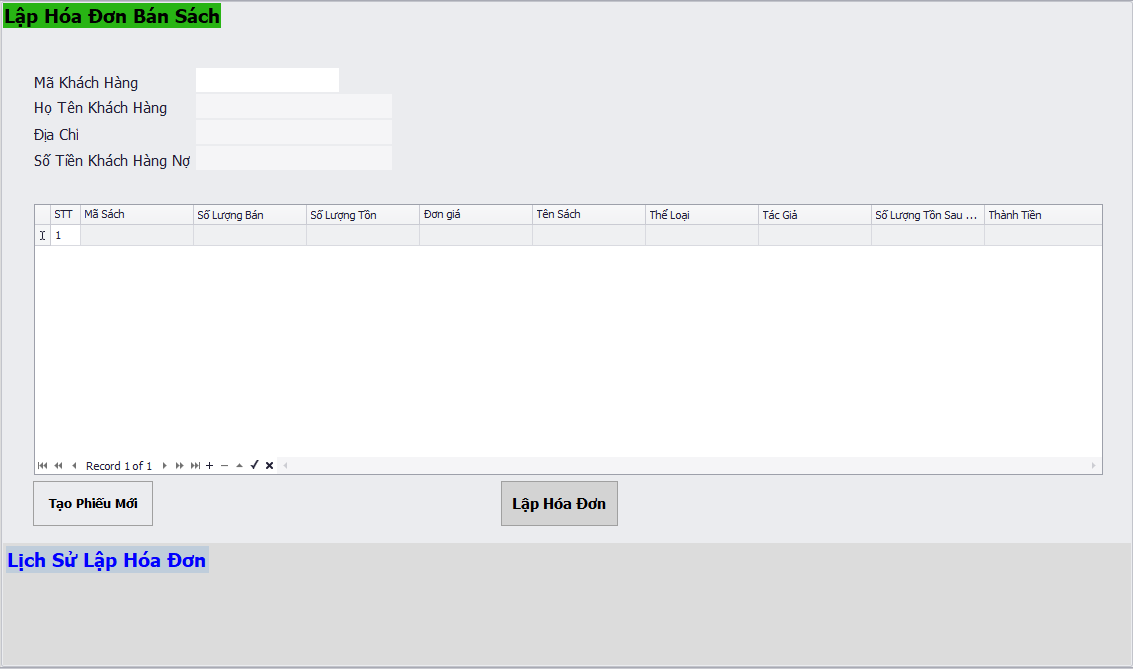 Lập Hóa Đơn Bán Sách
Mã Khách Hàng
Họ Tên Khách Hàng
Địa Chỉ
Số Tiền Khách Hàng Nợ
STT Mã Sách Số Lượng Bán Số Lượng Tồn Đơn giá Tên Sách Thể Loại Tác Giả Số Lượng Tồn Sau ... Thành Tiền
1
Record 1 of 1
Tạo Phiếu Mới Lập Hóa Đơn
Lịch Sử Lập Hóa Đơn